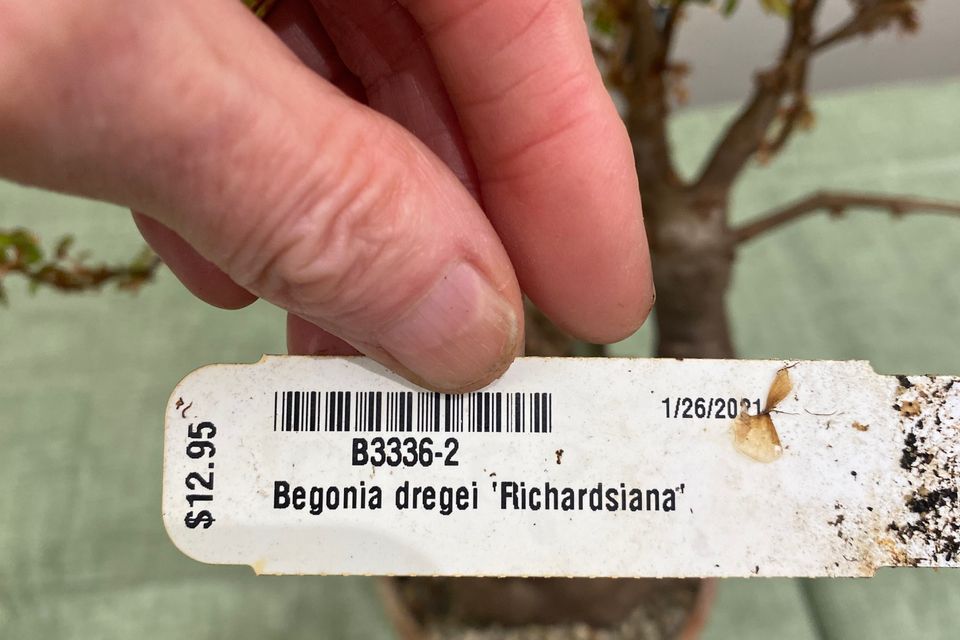 $12.95
1/26/2021
B3336-2
Begonia dregei 'Richardsiana'